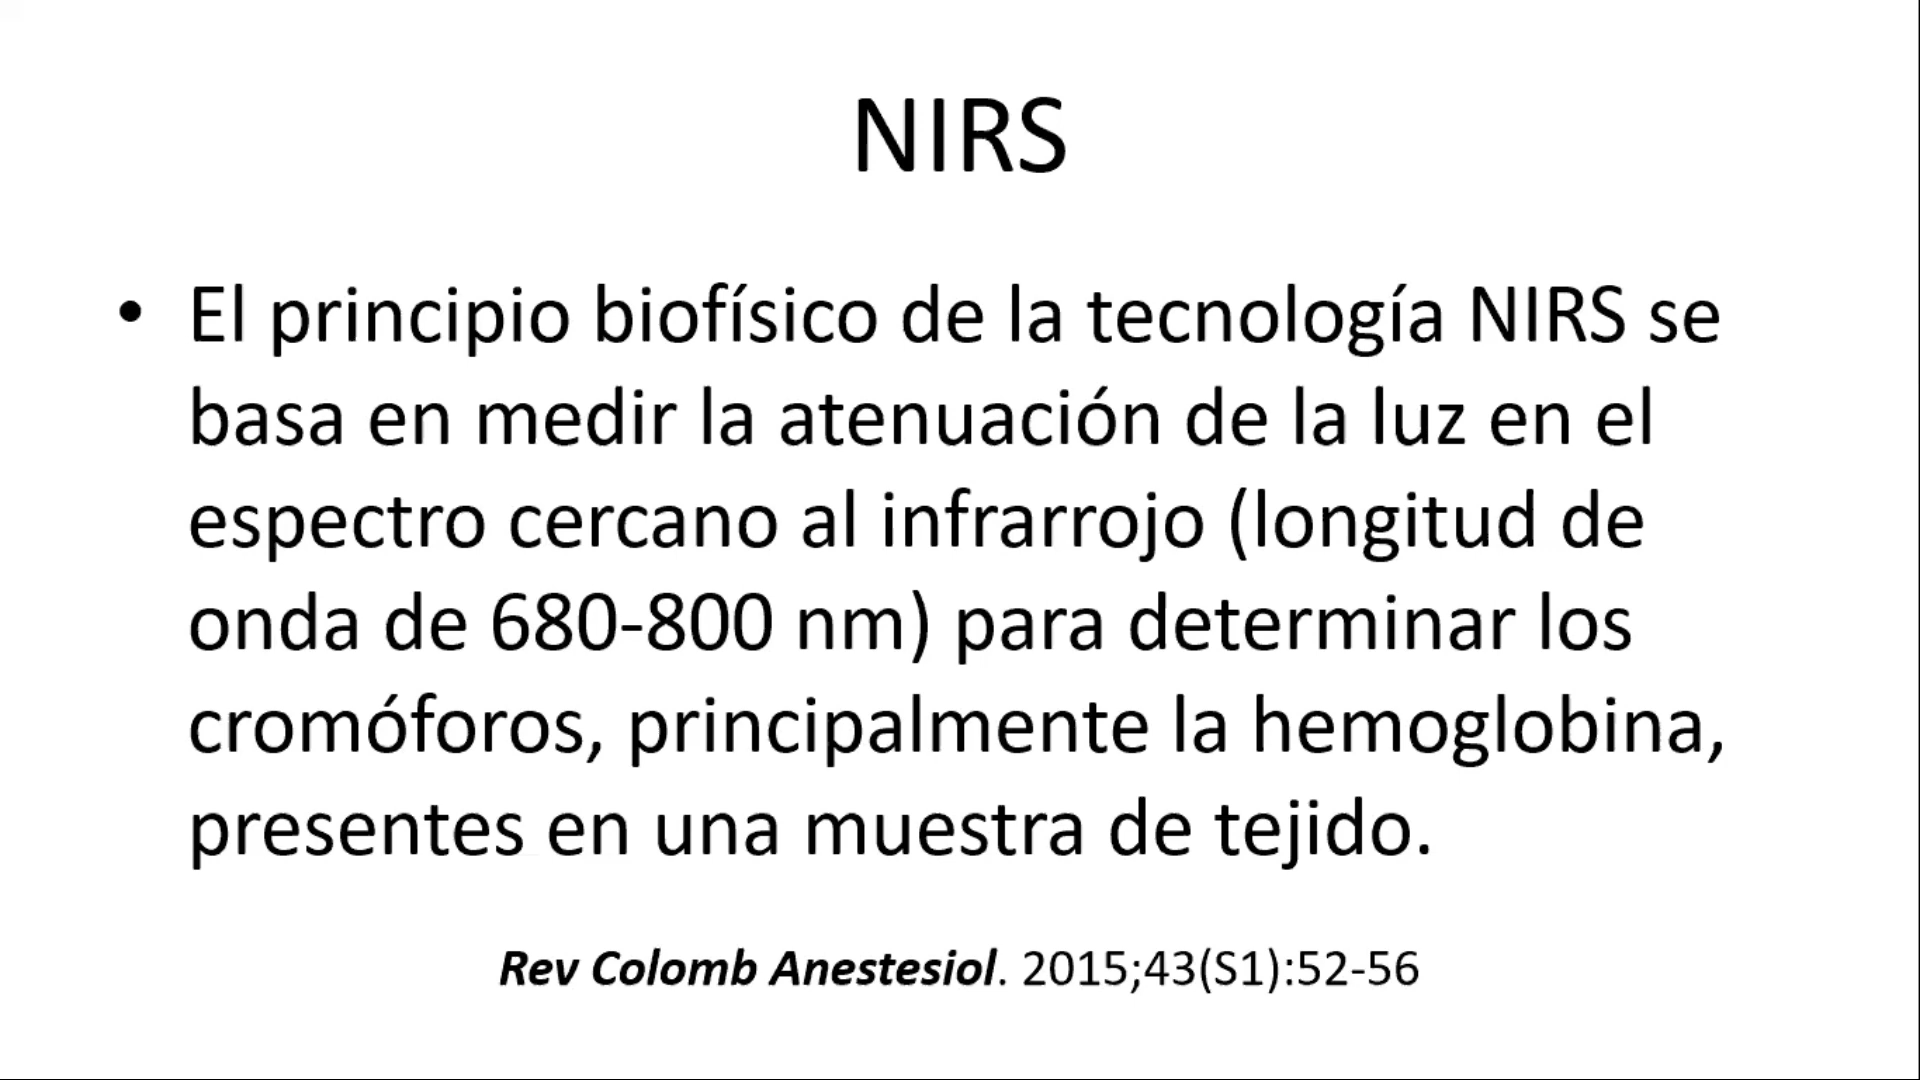 NIRS
• El principio biofísico de la tecnología NIRS se
basa en medir la atenuación de la luz en el
espectro cercano al infrarrojo (longitud de
onda de 680-800 nm) para determinar los
cromóforos, principalmente la hemoglobina,
presentes en una muestra de tejido.
Rev Colomb Anestesiol. 2015;43(S1):52-56